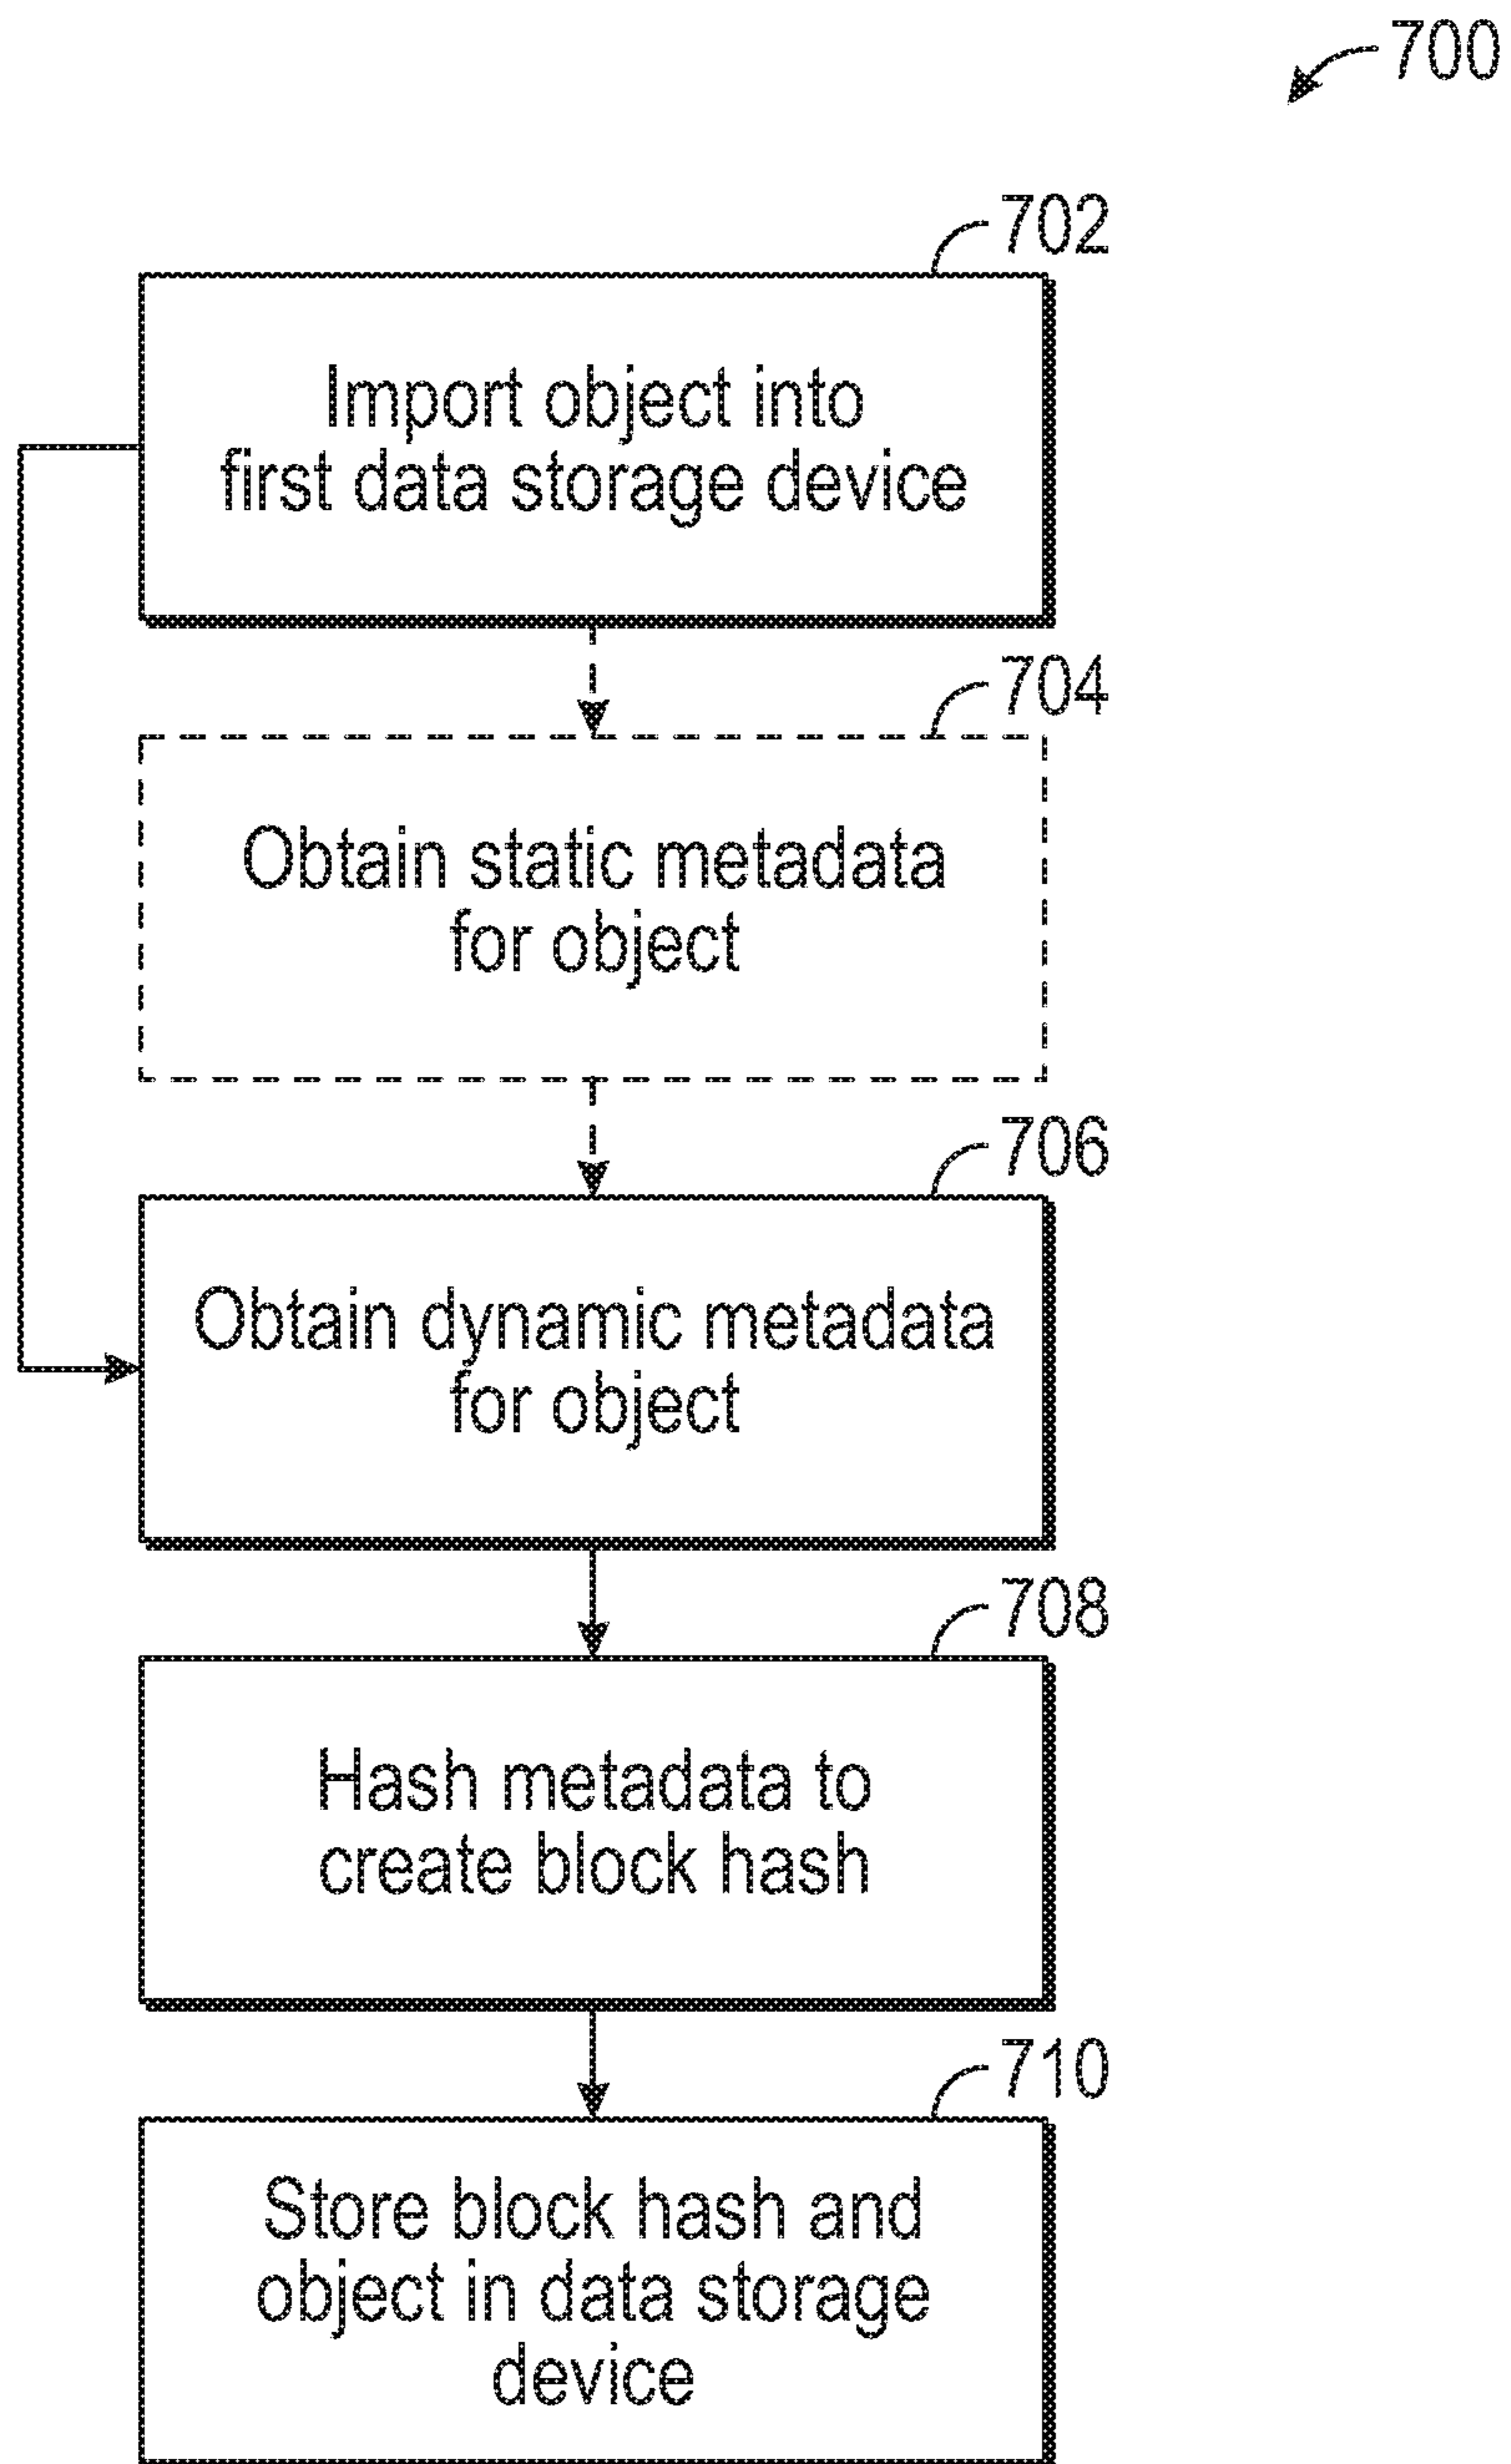 700
702
Import object into
first data storage device
704
Obtain static metadata
for object
706
Obtain dynamic metadata
for object
708
Hash metadata to
create block hash
710
Store block hash and
object in data storage
device